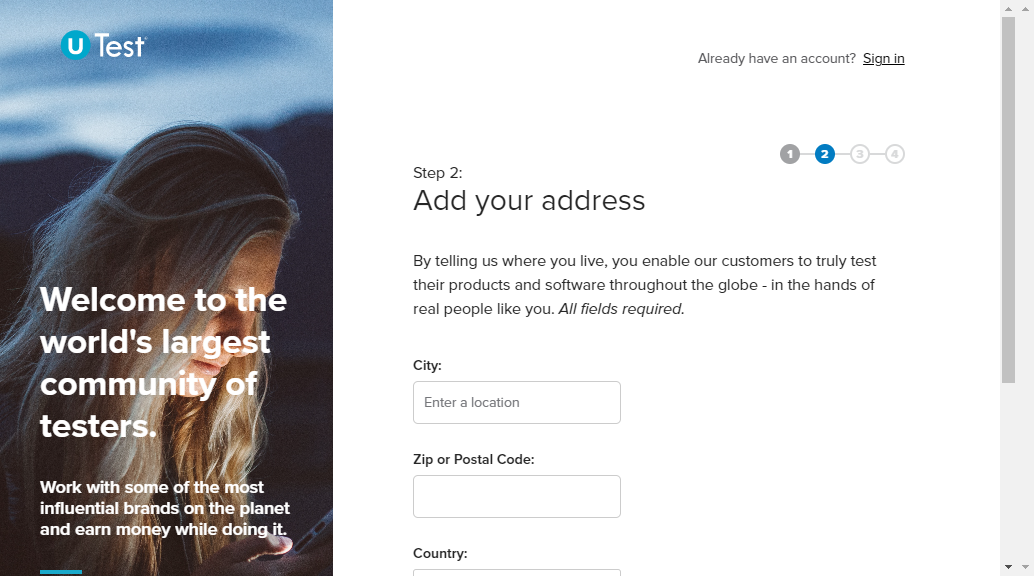 U Test
Already have an account? Sign in
1 2 3 4
Step 2:
Add your address
By telling us where you live, you enable our customers to truly test
their products and software throughout the globe - in the hands of
real people like you. All fields required.
City:
Enter a location
Zip or Postal Code:
Country:
Welcome to the
world's largest
community of
testers.
Work with some of the most
influential brands on the planet
and earn money while doing it.